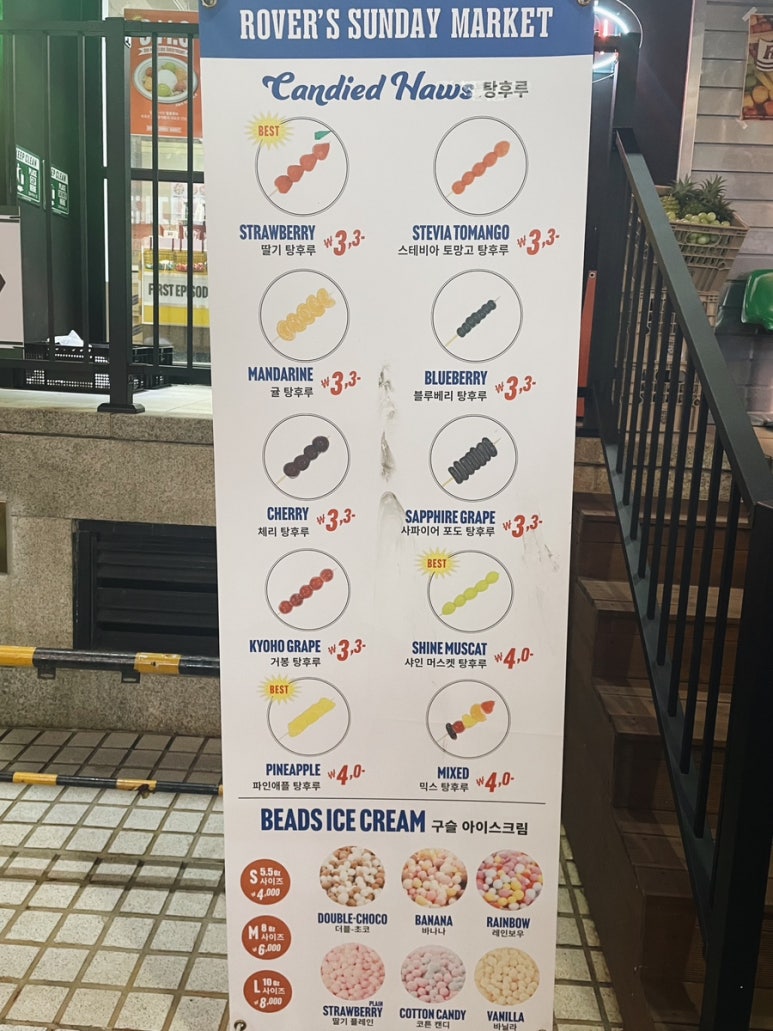 ROVER'S SUNDAY MARKET
Candied Haws 탕후루
BEST
STRAWBERRY
딸기 탕후루
₩3,3-
STEVIA TOMANGO
스테비아 토망고 탕후루
₩3,3-
MANDARINE
귤 탕후루
₩3,3-
BLUEBERRY
블루베리 탕후루
₩3,3-
CHERRY
체리 탕후루
₩3,3-
SAPPHIRE GRAPE
사파이어 포도 탕후루
₩3,3-
KYOHO GRAPE
거봉 탕후루
₩3,3-
BEST
SHINE MUSCAT
샤인 머스켓 탕후루
₩4,0-
BEST
PINEAPPLE
파인애플 탕후루
₩4,0-
MIXED
믹스 탕후루
₩4,0-
BEADS ICE CREAM 구슬 아이스크림
S 5.5oz
사이즈
₩4,000
M 8oz
사이즈
₩6,000
L 10oz
사이즈
₩8,000
DOUBLE-CHOCO
더블-초코
BANANA
바나나
RAINBOW
레인보우
PLAIN
STRAWBERRY
딸기 플레인
COTTON CANDY
코튼 캔디
VANILLA
바닐라
FIRST EPISOD